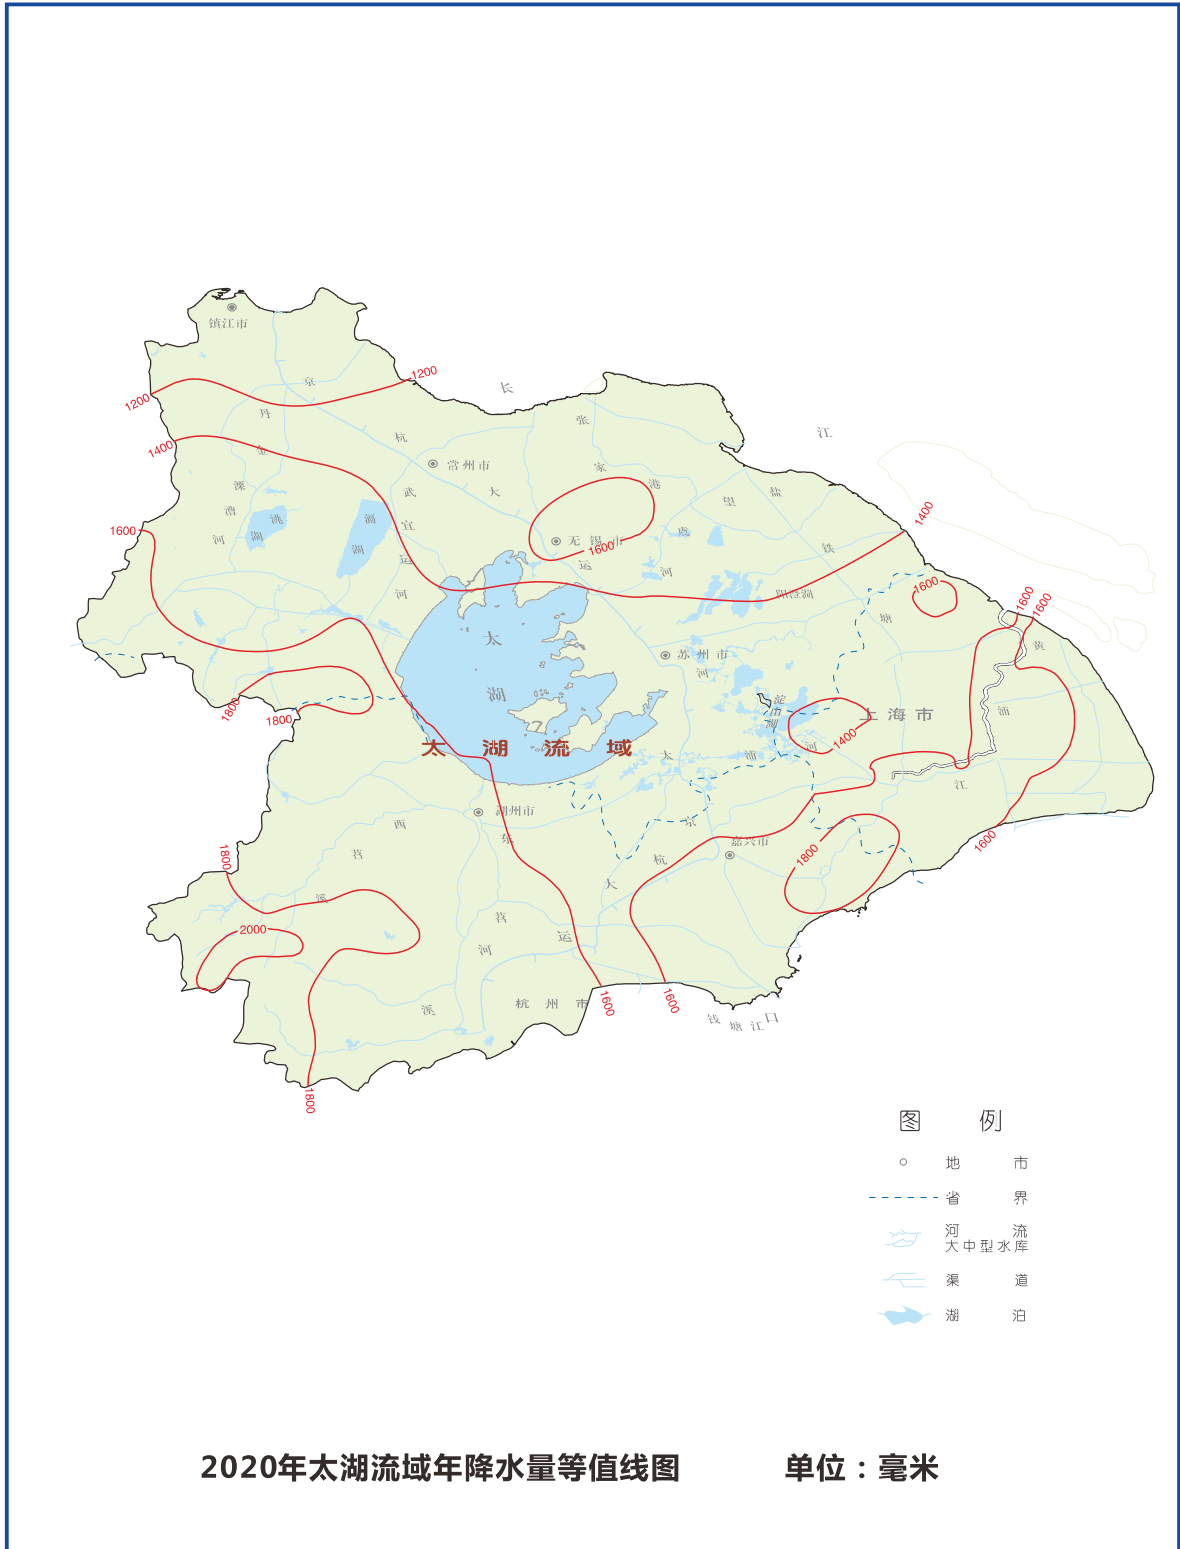 镇江市
长
江
1200
1200
京
丹
杭
张
1400
金
常州市
家
港
溧
武
大
望
盐
漕
洮
滆
宜
1400
1600
河
湖
湖
运
无锡市
1600
虞
铁
运
河
河
阳澄湖
塘
1600
1600
1600
太
苏州市
黄
河
湖
淀山湖
浦
1800
1800
上海市
1400
太湖流域
太
浦
河
江
湖州市
西
东
京
嘉兴市
1600
苕
1800
杭
1800
大
溪
苕
2000
河
运
溪
杭州市
1600
1600
钱塘江口
1800
图例
地市
省界
河流
大中型水库
渠道
湖泊
2020年太湖流域年降水量等值线图 单位：毫米